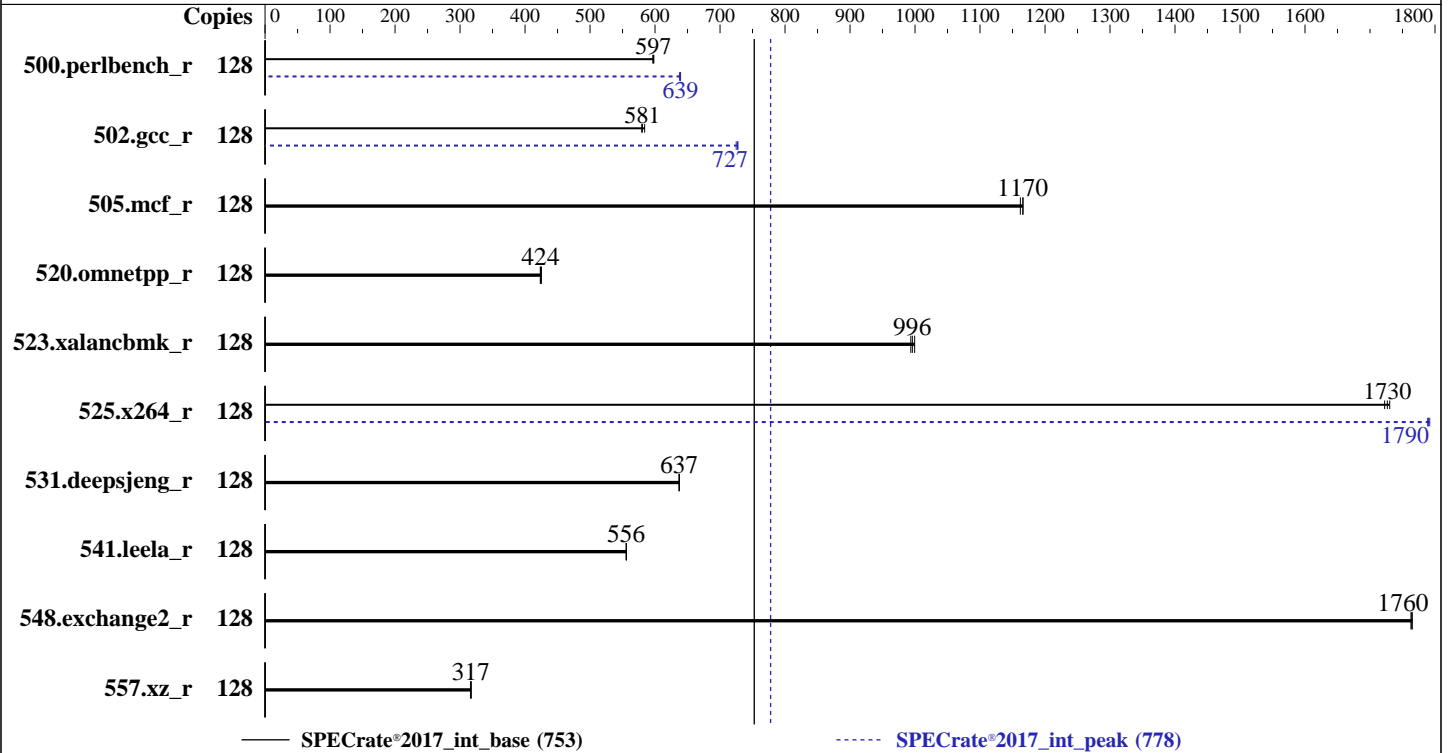 Copies 0 100 200 300 400 500 600 700 800 900 1000 1100 1200 1300 1400 1500 1600 1800
500.perlbench_r 128 597
639
502.gcc_r 128 581
727
505.mcf_r 128 1170
520.omnetpp_r 128 424
523.xalancbmk_r 128 996
525.x264_r 128 1730
1790
531.deepsjeng_r 128 637
541.leela_r 128 556
548.exchange2_r 128 1760
557.xz_r 128 317
SPECrate®2017_int_base (753) SPECrate®2017_int_peak (778)